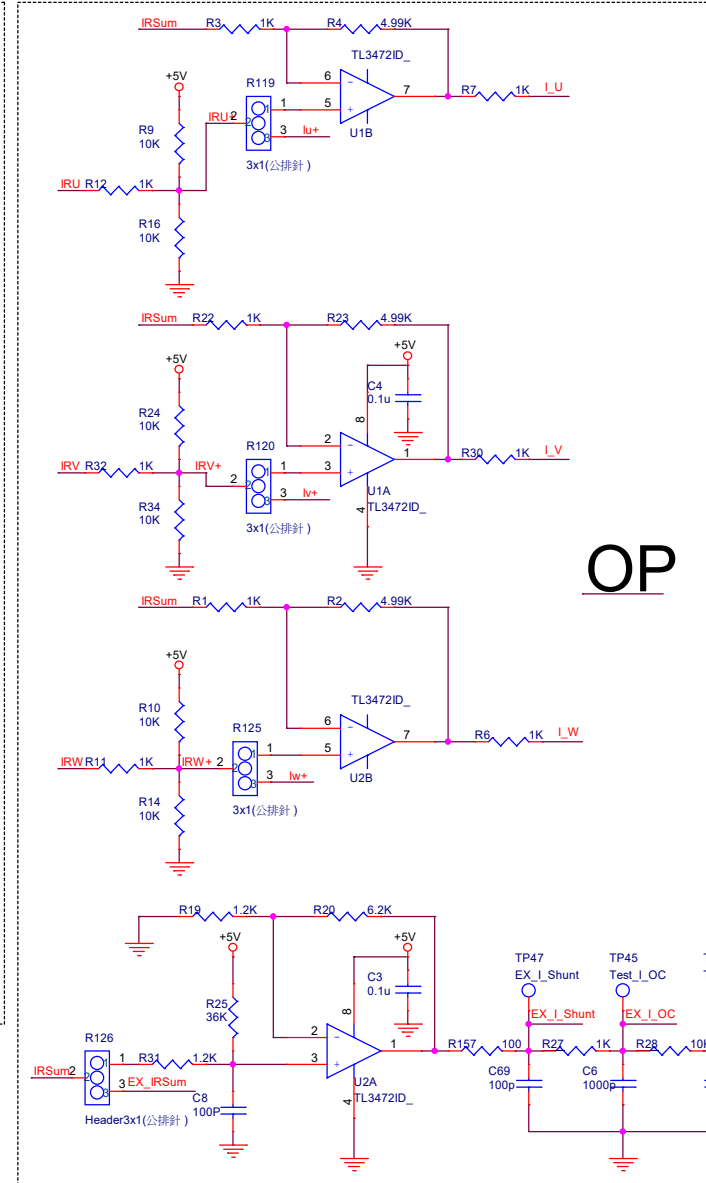 IRSum R3 1K R4 4.99K
TL3472ID_
+5V
R119
6
R9
10K
IRU+ 2
1 5
7 R7 1K I_U
3 Iu+
U1B
3x1(公排針)
IRU R12 1K
R16
10K
IRSum R22 1K R23 4.99K
+5V
+5V
C4
0.1u
R24
10K
8
R120
2
1 R30 1K I_V
IRV R32 1K IRV+ 2
1 3
3 Iv+
U1A
TL3472ID_
R34
10K
4
3x1(公排針)
OP
IRSum R1 1K R2 4.99K
+5V
TL3472ID_
R10
10K
R125
6
7 R6 1K I_W
IRW R11 1K IRW+ 2
1 5
3 Iw+
U2B
R14
10K
3x1(公排針)
R19 1.2K R20 6.2K
+5V
+5V
C3
0.1u
TP47
EX_I_Shunt
TP45
Test_I_OC
R25
36K
8
EX_I_Shunt
EX_I_OC
R126
2
1 R157 100 R27 1K R28 10K
IRSum 2
1 R31 1.2K 3
3 EX_IRSum
U2A
TL3472ID_
C8
100P
4
C69
100p
C6
1000p
Header3x1(公排針)